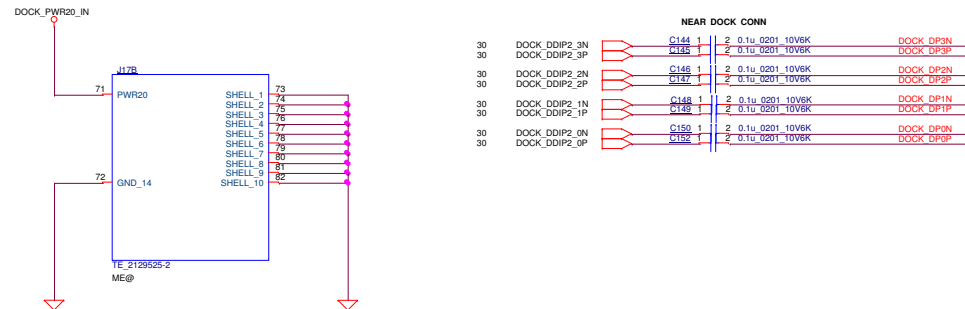 DOCK_PWR20_IN
J17B
71 PWR20
72 GND_14
SHELL_1 73
SHELL_2 74
SHELL_3 75
SHELL_4 76
SHELL_5 77
SHELL_6 78
SHELL_7 79
SHELL_8 80
SHELL_9 81
SHELL_10 82
TE_2129525-2
ME@
NEAR DOCK CONN
30 DOCK_DDIP2_3N C144 1 2 0.1u_0201_10V6K DOCK_DP3N
30 DOCK_DDIP2_3P C145 1 2 0.1u_0201_10V6K DOCK_DP3P
30 DOCK_DDIP2_2N C146 1 2 0.1u_0201_10V6K DOCK_DP2N
30 DOCK_DDIP2_2P C147 1 2 0.1u_0201_10V6K DOCK_DP2P
30 DOCK_DDIP2_1N C148 1 2 0.1u_0201_10V6K DOCK_DP1N
30 DOCK_DDIP2_1P C149 1 2 0.1u_0201_10V6K DOCK_DP1P
30 DOCK_DDIP2_0N C150 1 2 0.1u_0201_10V6K DOCK_DP0N
30 DOCK_DDIP2_0P C152 1 2 0.1u_0201_10V6K DOCK_DP0P